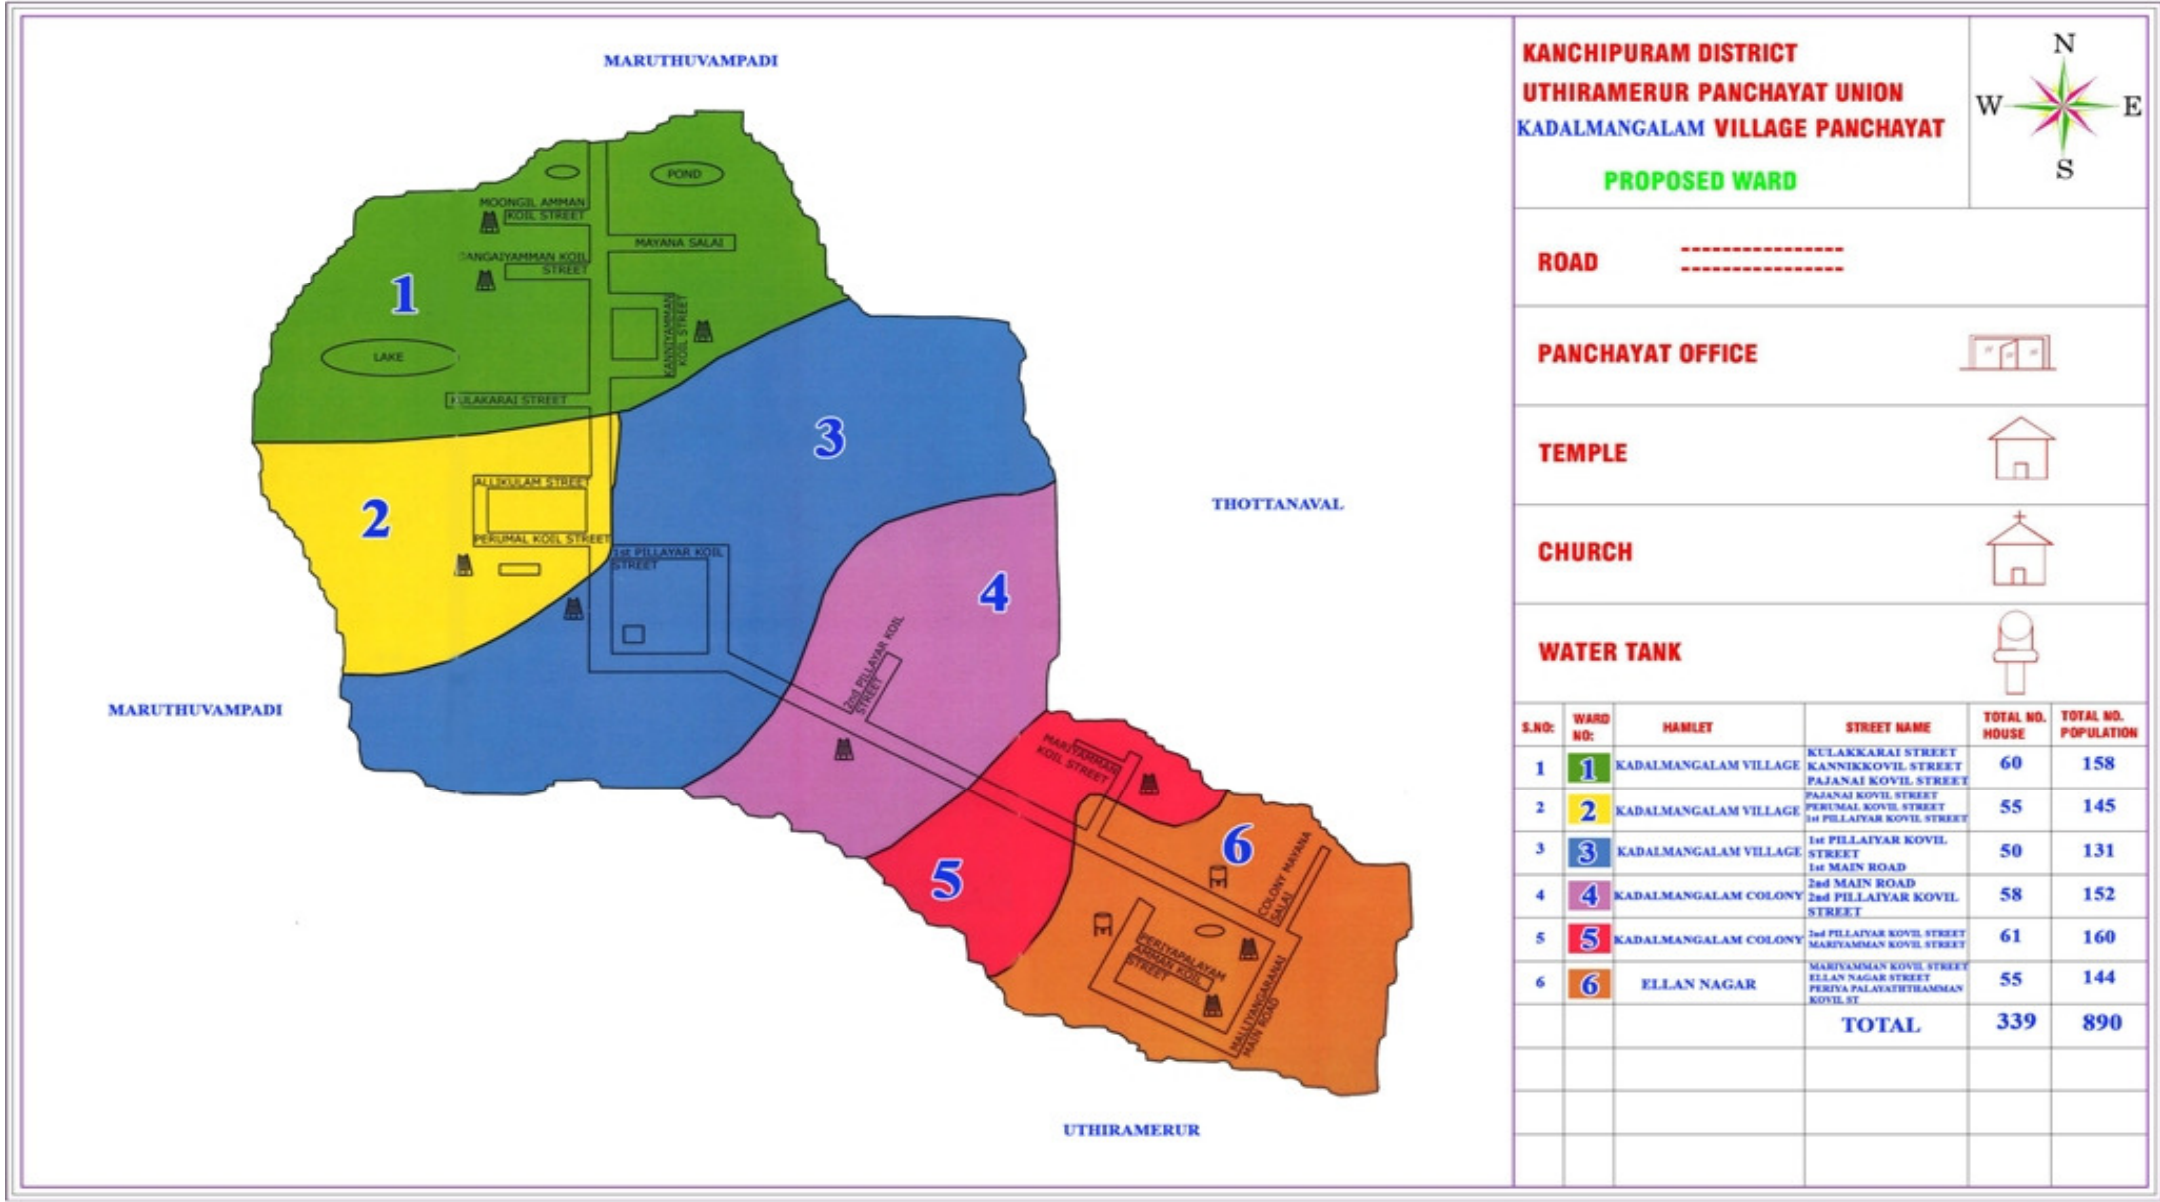 MARUTHUVAMPADI
POND
MOONGIL AMMAN
KOIL STREET
MAYANA SALAI
ANGAIYAMMAN KOIL
STREET
1
KANNIYAMMAN
KOIL STREET
LAKE
KULAKARAI STREET
3
2
ALLIKULAM STREET
PERUMAL KOIL STREET
1st PILLAYAR KOIL
STREET
THOTTANAVAL
4
2nd PILLAYAR KOIL
STREET
MARUTHUVAMPADI
MARIYAMMAN
KOIL STREET
5
6
COLONY MAYANA
SALAI
PERIYAPALAYAM
AMMAN KOIL
STREET
MALLIYANGARANAI
MAIN ROAD
UTHIRAMERUR
KANCHIPURAM DISTRICT
UTHIRAMERUR PANCHAYAT UNION
KADALMANGALAM VILLAGE PANCHAYAT
PROPOSED WARD
N
W E
S
ROAD
PANCHAYAT OFFICE
TEMPLE
CHURCH
WATER TANK
S.NO: WARD NO: HAMLET STREET NAME TOTAL NO. HOUSE TOTAL NO. POPULATION
1 1 KADALMANGALAM VILLAGE KULAKKARAI STREET 60 158
KANNIKKOVIL STREET
PAJANAI KOVIL STREET
2 2 KADALMANGALAM VILLAGE PAJANAI KOVIL STREET 55 145
PERUMAL KOVIL STREET
1st PILLAIYAR KOVIL STREET
3 3 KADALMANGALAM VILLAGE 1st PILLAIYAR KOVIL 50 131
STREET
1st MAIN ROAD
4 4 KADALMANGALAM COLONY 2nd MAIN ROAD 58 152
2nd PILLAIYAR KOVIL
STREET
5 5 KADALMANGALAM COLONY 2nd PILLAIYAR KOVIL STREET 61 160
MARIYAMMAN KOVIL STREET
6 6 ELLAN NAGAR MARIYAMMAN KOVIL STREET 55 144
ELLAN NAGAR STREET
PERIYA PALAYATHTHAMMAN
KOVIL ST
TOTAL 339 890